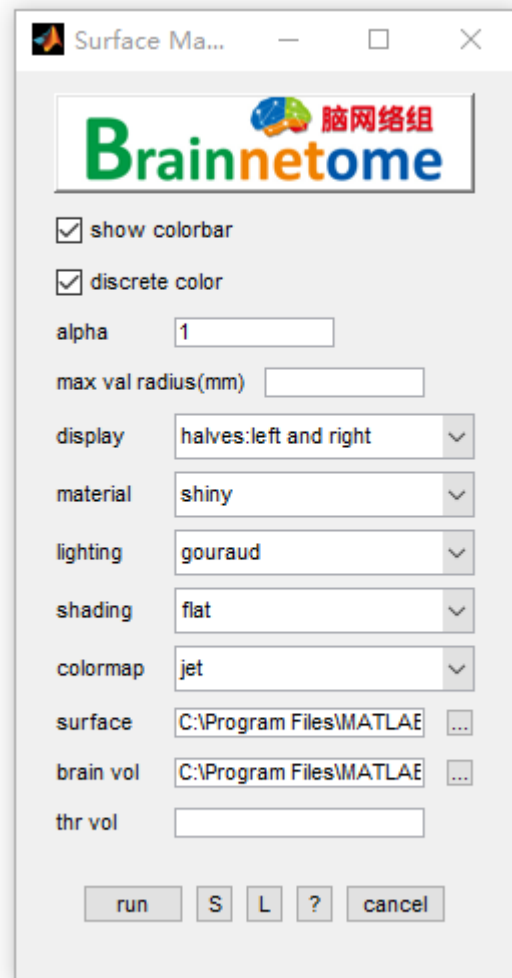 Surface Ma...
脑网络组
Brainnetome
show colorbar
discrete color
alpha 1
max val radius(mm)
display halves:left and right
material shiny
lighting gouraud
shading flat
colormap jet
surface C:\Program Files\MATLAE ...
brain vol C:\Program Files\MATLAE ...
thr vol
run S L ? cancel